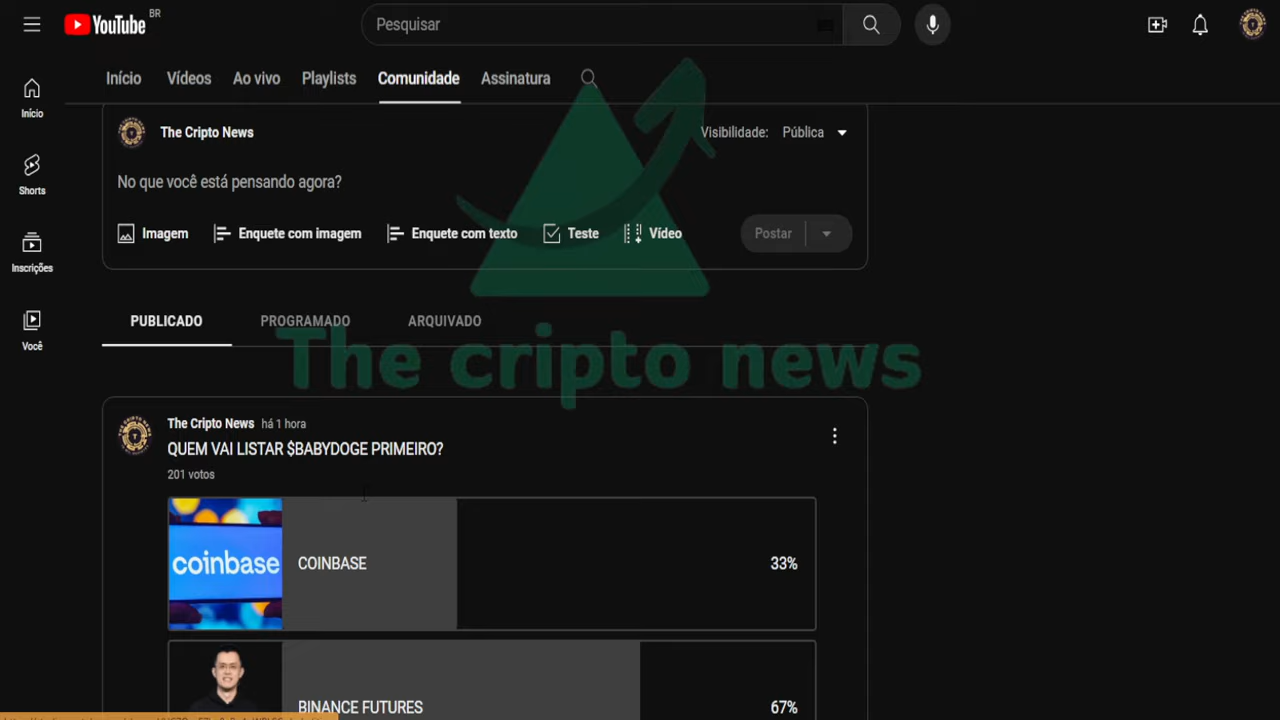 YouTube BR
Pesquisar
Início Vídeos Ao vivo Playlists Comunidade Assinatura
Início
Shorts
Inscrições
Você
The Cripto News
Visibilidade: Pública
No que você está pensando agora?
Imagem Enquete com imagem Enquete com texto Teste Vídeo Postar
PUBLICADO PROGRAMADO ARQUIVADO
The cripto news
The Cripto News há 1 hora
QUEM VAI LISTAR $BABYDOGE PRIMEIRO?
201 votos
coinbase
COINBASE 33%
BINANCE FUTURES 67%